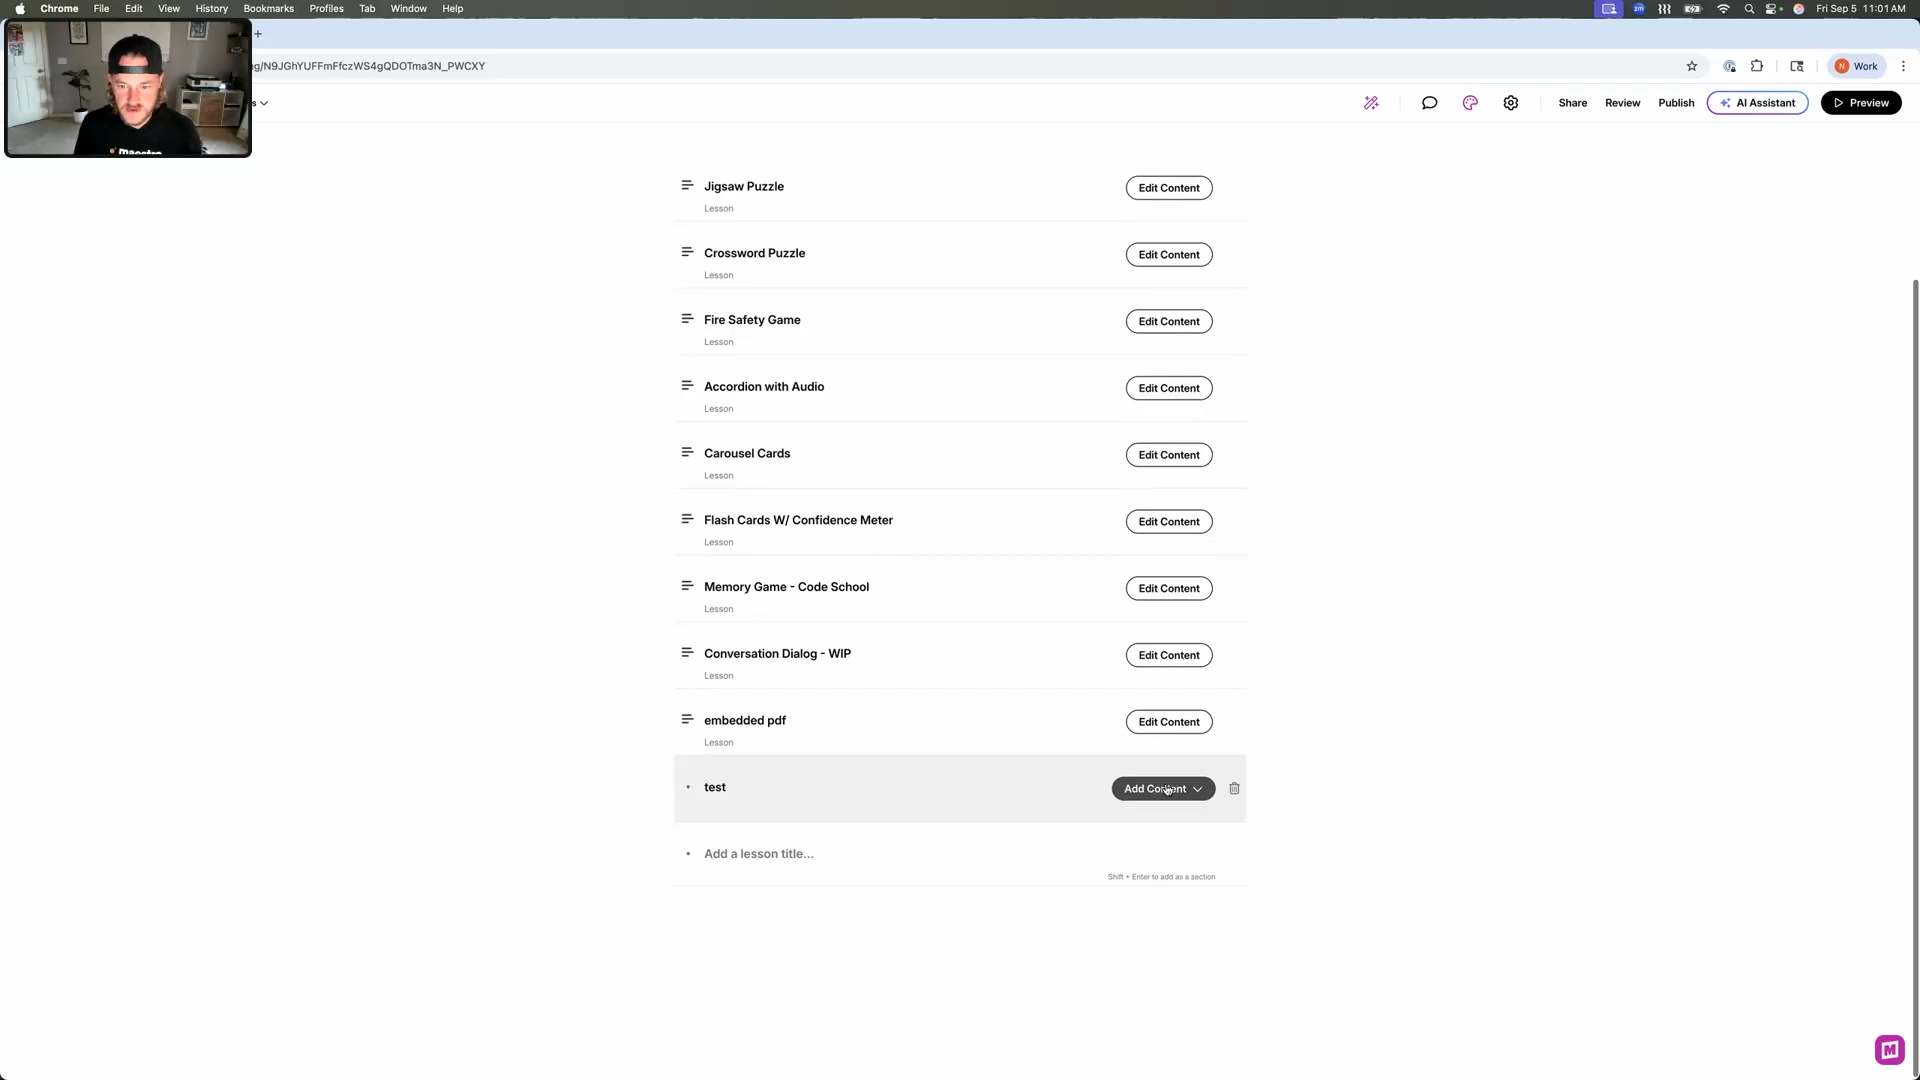 Chrome File Edit View History Bookmarks Profiles Tab Window Help Fri Sep 5 11:01 AM
+
ng/N9JGhYUFFmFfczWS4gQDOTma3N_PWCXY
N Work
s
Share Review Publish AI Assistant Preview
maestro
Jigsaw Puzzle
Edit Content
Lesson
Crossword Puzzle
Edit Content
Lesson
Fire Safety Game
Edit Content
Lesson
Accordion with Audio
Edit Content
Lesson
Carousel Cards
Edit Content
Lesson
Flash Cards W/ Confidence Meter
Edit Content
Lesson
Memory Game - Code School
Edit Content
Lesson
Conversation Dialog - WIP
Edit Content
Lesson
embedded pdf
Edit Content
Lesson
test
Add Content
Add a lesson title...
Shift + Enter to add as a section
M